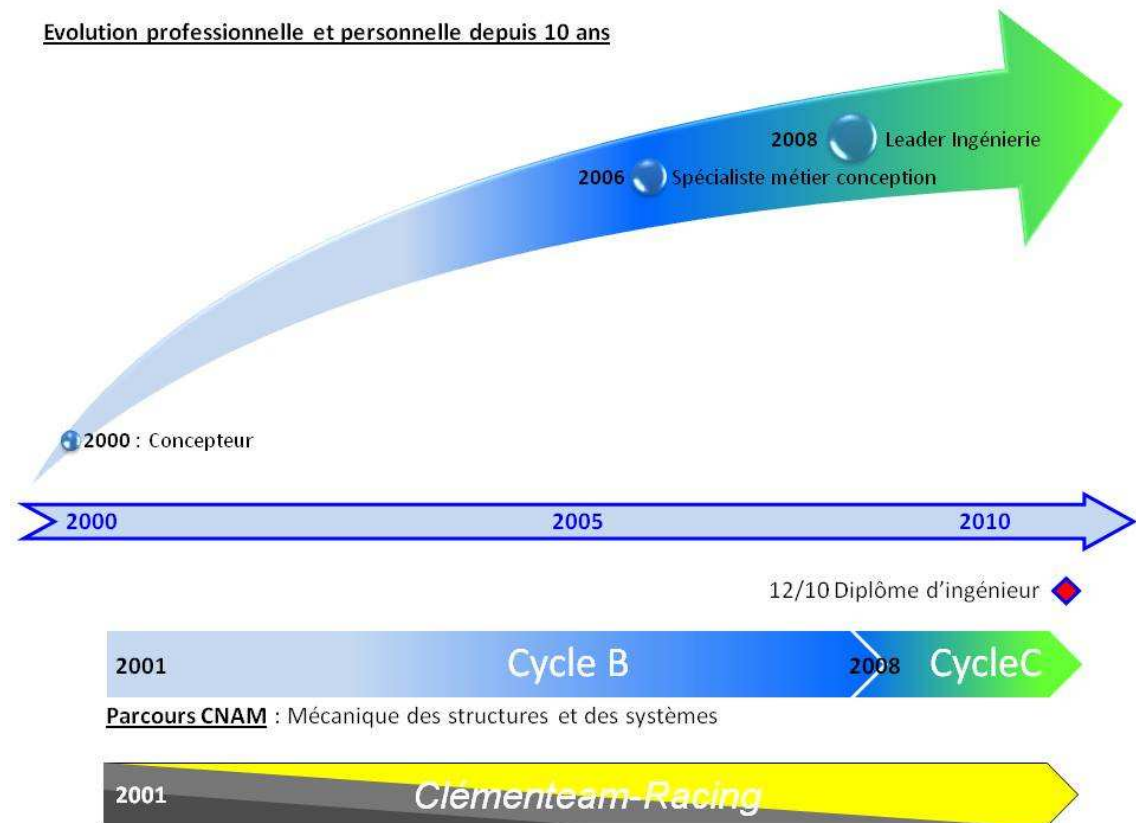 Evolution professionnelle et personnelle depuis 10 ans
2008 Leader Ingénierie
2006 Spécialiste métier conception
2000 : Concepteur
2000 2005 2010
12/10 Diplôme d'ingénieur
2001 Cycle B 2008 CycleC
Parcours CNAM : Mécanique des structures et des systèmes
2001 Clémenteam-Racing